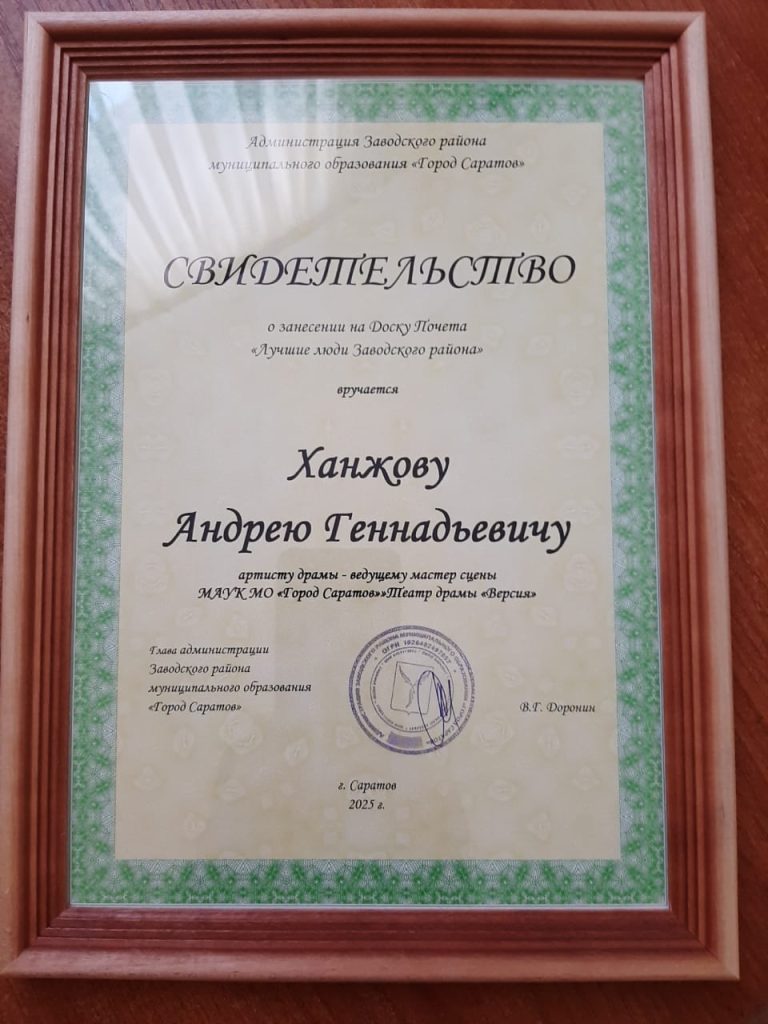 Администрация Заводского района
муниципального образования «Город Саратов»
СВИДЕТЕЛЬСТВО
о занесении на Доску Почета
«Лучшие люди Заводского района»
вручается
Ханжову
Андрею Геннадьевичу
артисту драмы - ведущему мастер сцены
МАУК МО «Город Саратов»»Театр драмы «Версия»
Глава администрации
Заводского района
муниципального образования
«Город Саратов»
В.Г. Доронин
г. Саратов
2025 г.